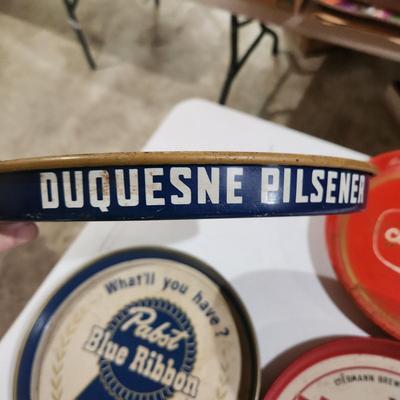 DUQUESNE PILSENER
What'll you have?
Pabst
Blue Ribbon